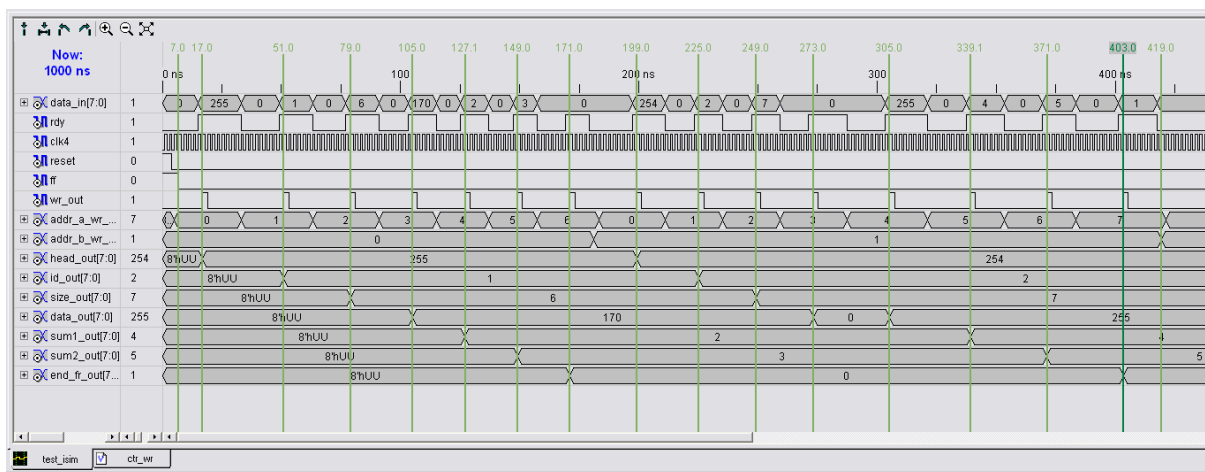 7.0 17.0 51.0 79.0 105.0 127.1 149.0 171.0 199.0 225.0 249.0 273.0 305.0 339.1 371.0 403.0 419.0
Now:
1000 ns
0 ns 100 200 ns 300 400 ns
data_in[7:0] 1 0 255 0 1 0 6 0 170 0 2 0 3 0 254 0 2 0 7 0 255 0 4 0 5 0 1
rdy 1
clk4 1
reset 0
ff 0
wr_out 1
addr_a_wr_... 7 0 1 2 3 4 5 6 0 1 2 3 4 5 6 7
addr_b_wr_... 1 0 1
head_out[7:0] 254 8'hUU 255 254
id_out[7:0] 2 8'hUU 1 2
size_out[7:0] 7 8'hUU 6 7
data_out[7:0] 255 8'hUU 170 0 255
sum1_out[7:0] 4 8'hUU 2 4
sum2_out[7:0] 5 8'hUU 3 5
end_fr_out[7... 1 8'hUU 0
test_isim ctr_wr